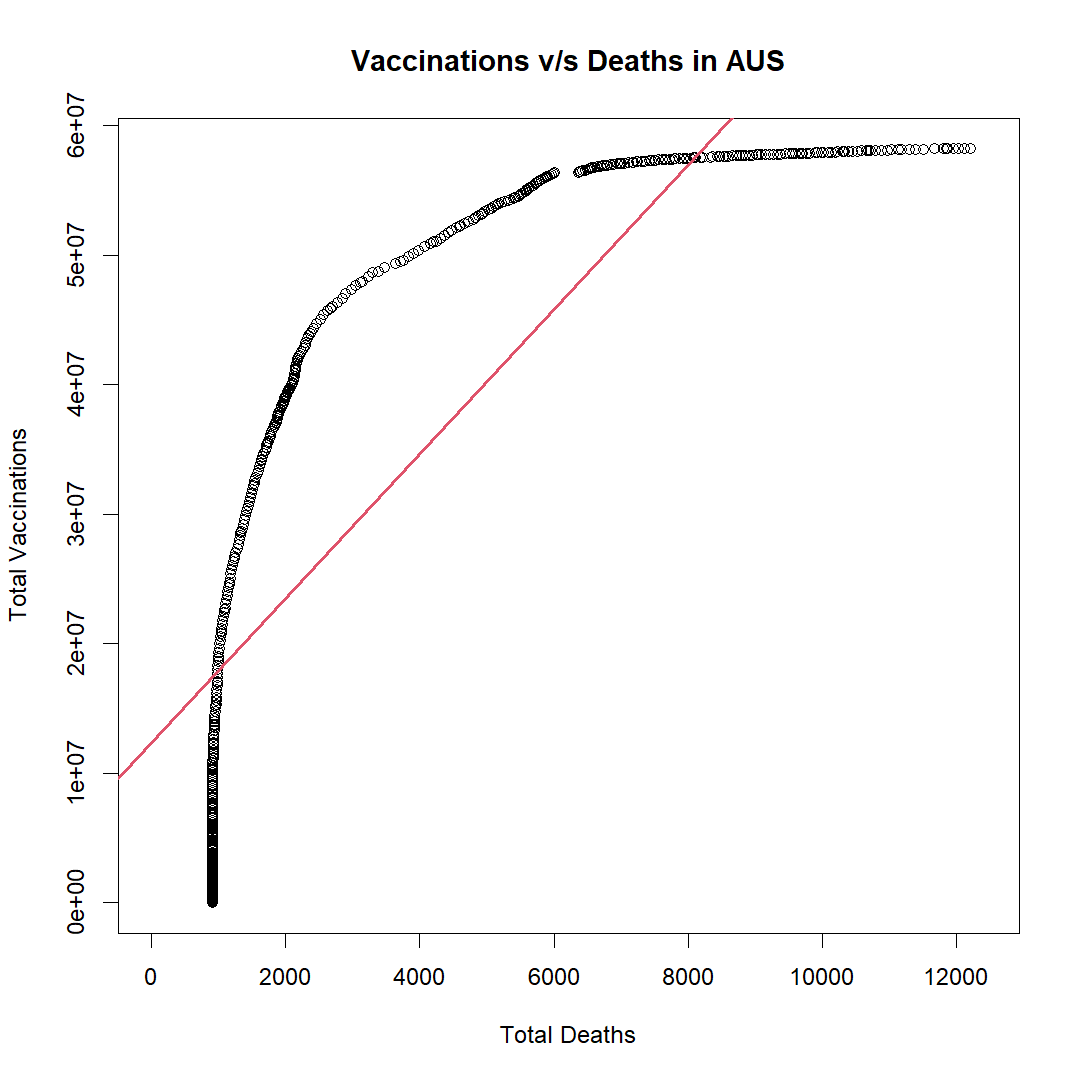 Vaccinations v/s Deaths in AUS
Total Vaccinations
6e+07
5e+07
4e+07
3e+07
2e+07
1e+07
0e+00
0 2000 4000 6000 8000 10000 12000
Total Deaths